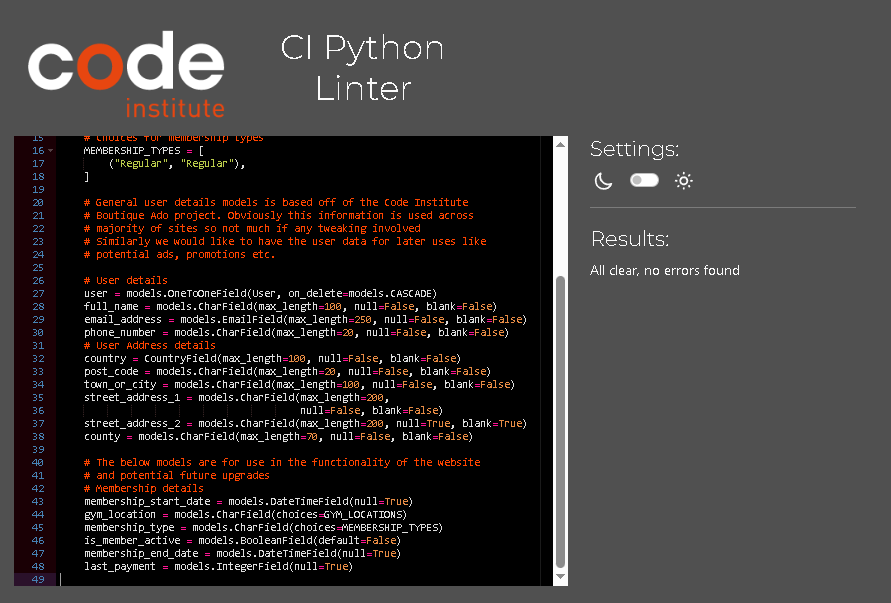 code
institute
CI Python
Linter
15 # Choices for membership types
16 MEMBERSHIP_TYPES = [
17 ("Regular", "Regular"),
18 ]
19
20 # General user details models is based off of the Code Institute
21 # Boutique Ado project. Obviously this information is used across
22 # majority of sites so not much if any tweaking involved
23 # Similarly we would like to have the user data for later uses like
24 # potential ads, promotions etc.
25
26 # User details
27 user = models.OneToOneField(User, on_delete=models.CASCADE)
28 full_name = models.CharField(max_length=100, null=False, blank=False)
29 email_address = models.EmailField(max_length=250, null=False, blank=False)
30 phone_number = models.CharField(max_length=20, null=False, blank=False)
31 # User Address details
32 country = CountryField(max_length=100, null=False, blank=False)
33 post_code = models.CharField(max_length=20, null=False, blank=False)
34 town_or_city = models.CharField(max_length=100, null=False, blank=False)
35 street_address_1 = models.CharField(max_length=200,
36 null=False, blank=False)
37 street_address_2 = models.CharField(max_length=200, null=True, blank=True)
38 county = models.CharField(max_length=70, null=False, blank=False)
39
40 # The below models are for use in the functionality of the website
41 # and potential future upgrades
42 # Membership details
43 membership_start_date = models.DateTimeField(null=True)
44 gym_location = models.CharField(choices=GYM_LOCATIONS)
45 membership_type = models.CharField(choices=MEMBERSHIP_TYPES)
46 is_member_active = models.BooleanField(default=False)
47 membership_end_date = models.DateTimeField(null=True)
48 last_payment = models.IntegerField(null=True)
49
Settings:
Results:
All clear, no errors found